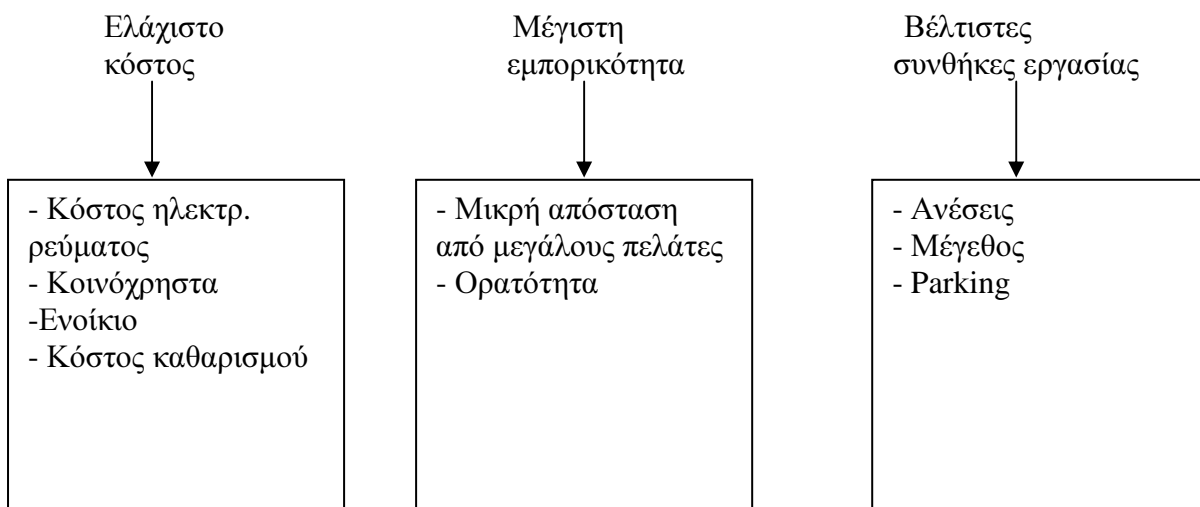 Ελάχιστο
κόστος
Μέγιστη
εμπορικότητα
Βέλτιστες
συνθήκες εργασίας
- Κόστος ηλεκτρ.
ρεύματος
- Κοινόχρηστα
-Ενοίκιο
- Κόστος καθαρισμού
- Μικρή απόσταση
από μεγάλους πελάτες
- Ορατότητα
- Ανέσεις
- Μέγεθος
- Parking